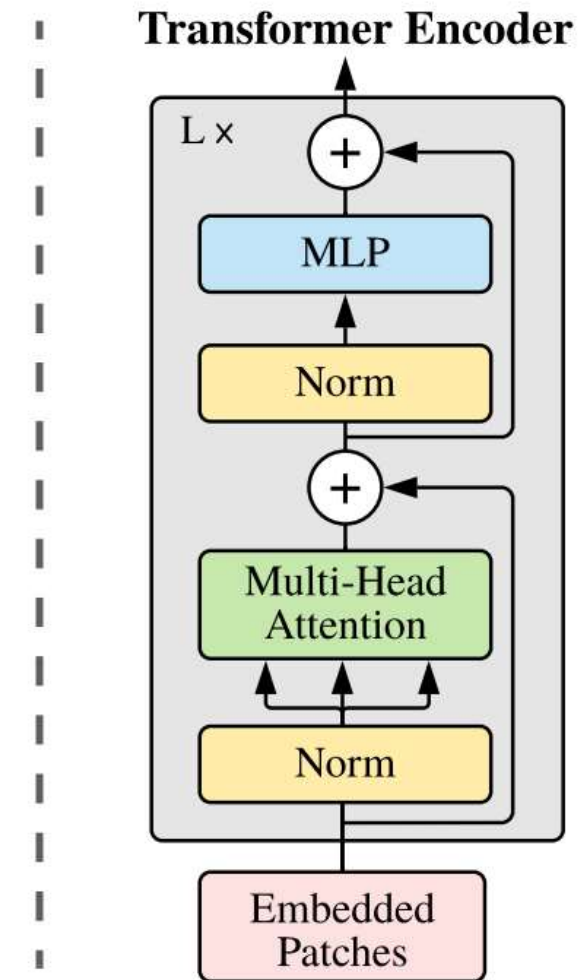 Transformer Encoder
L ×
+
MLP
Norm
+
Multi-Head
Attention
Norm
Embedded
Patches